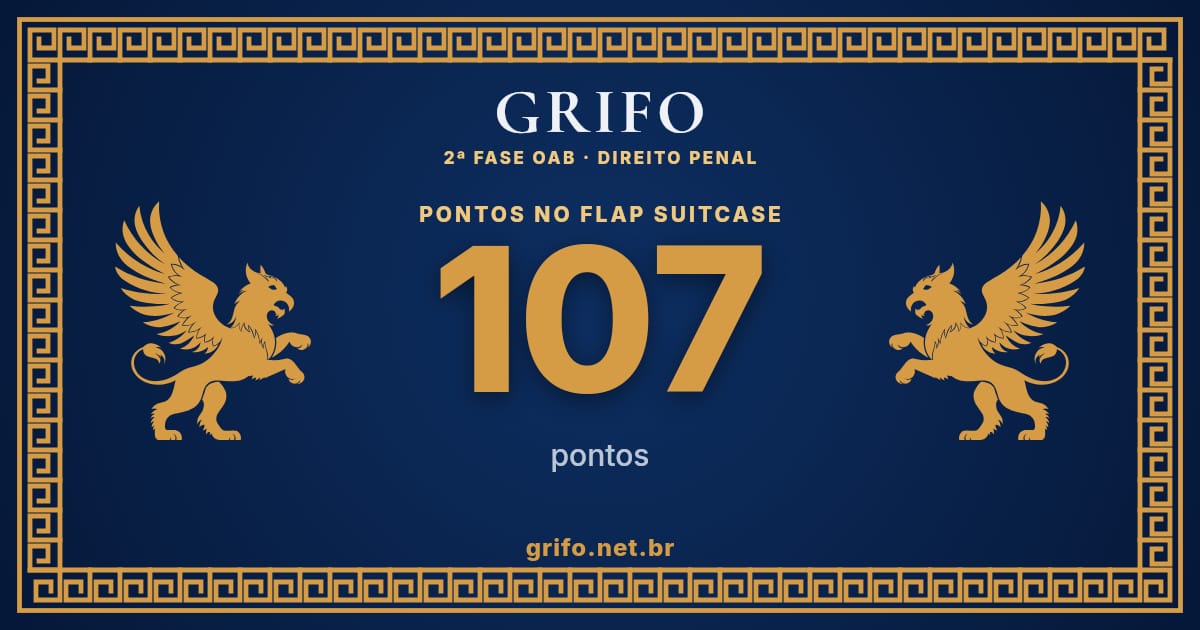 GRIFO
2ª FASE OAB · DIREITO PENAL
PONTOS NO FLAP SUITCASE
107
pontos
grifo.net.br